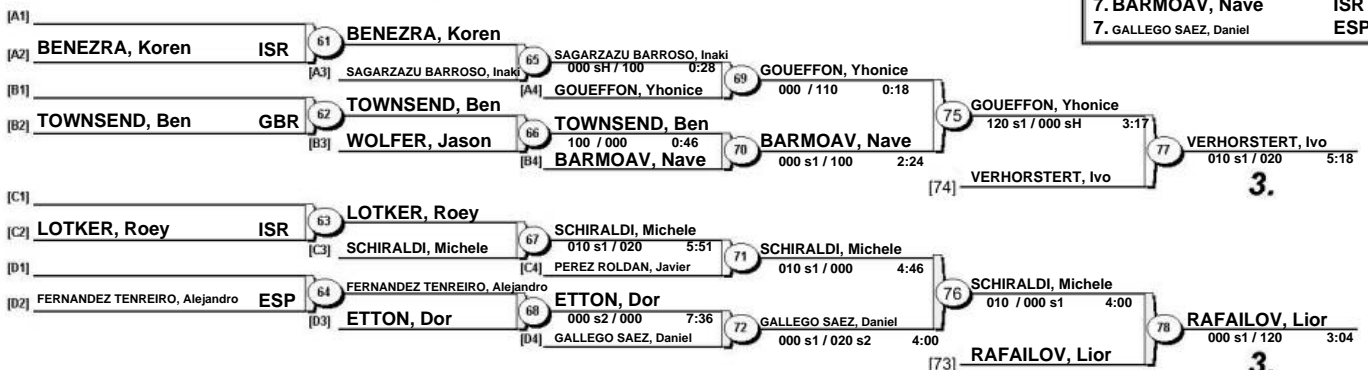 7. BARMOAV, Nave ISR
7. GALLEGO SAEZ, Daniel ESP
[A1]
[A2] BENEZRA, Koren ISR
61
BENEZRA, Koren
[A3] SAGARZAZU BARROSO, Inaki
65
SAGARZAZU BARROSO, Inaki
000 sH / 100 0:28
[A4] GOUEFFON, Yhonice
69
GOUEFFON, Yhonice
000 / 110 0:18
[B1]
[B2] TOWNSEND, Ben GBR
62
TOWNSEND, Ben
[B3] WOLFER, Jason
66
TOWNSEND, Ben
100 / 000 0:46
[B4] BARMOAV, Nave
70
BARMOAV, Nave
000 s1 / 100 2:24
75
GOUEFFON, Yhonice
120 s1 / 000 sH 3:17
[74] VERHORSTERT, Ivo
77
VERHORSTERT, Ivo
010 s1 / 020 5:18
3.
[C1]
[C2] LOTKER, Roey ISR
63
LOTKER, Roey
[C3] SCHIRALDI, Michele
67
SCHIRALDI, Michele
010 s1 / 020 5:51
[C4] PEREZ ROLDAN, Javier
71
SCHIRALDI, Michele
010 s1 / 000 4:46
[D1]
[D2] FERNANDEZ TENREIRO, Alejandro ESP
64
FERNANDEZ TENREIRO, Alejandro
[D3] ETTON, Dor
68
ETTON, Dor
000 s2 / 000 7:36
[D4] GALLEGO SAEZ, Daniel
72
GALLEGO SAEZ, Daniel
000 s1 / 020 s2 4:00
76
SCHIRALDI, Michele
010 / 000 s1 4:00
[73] RAFAILOV, Lior
78
RAFAILOV, Lior
000 s1 / 120 3:04
3.